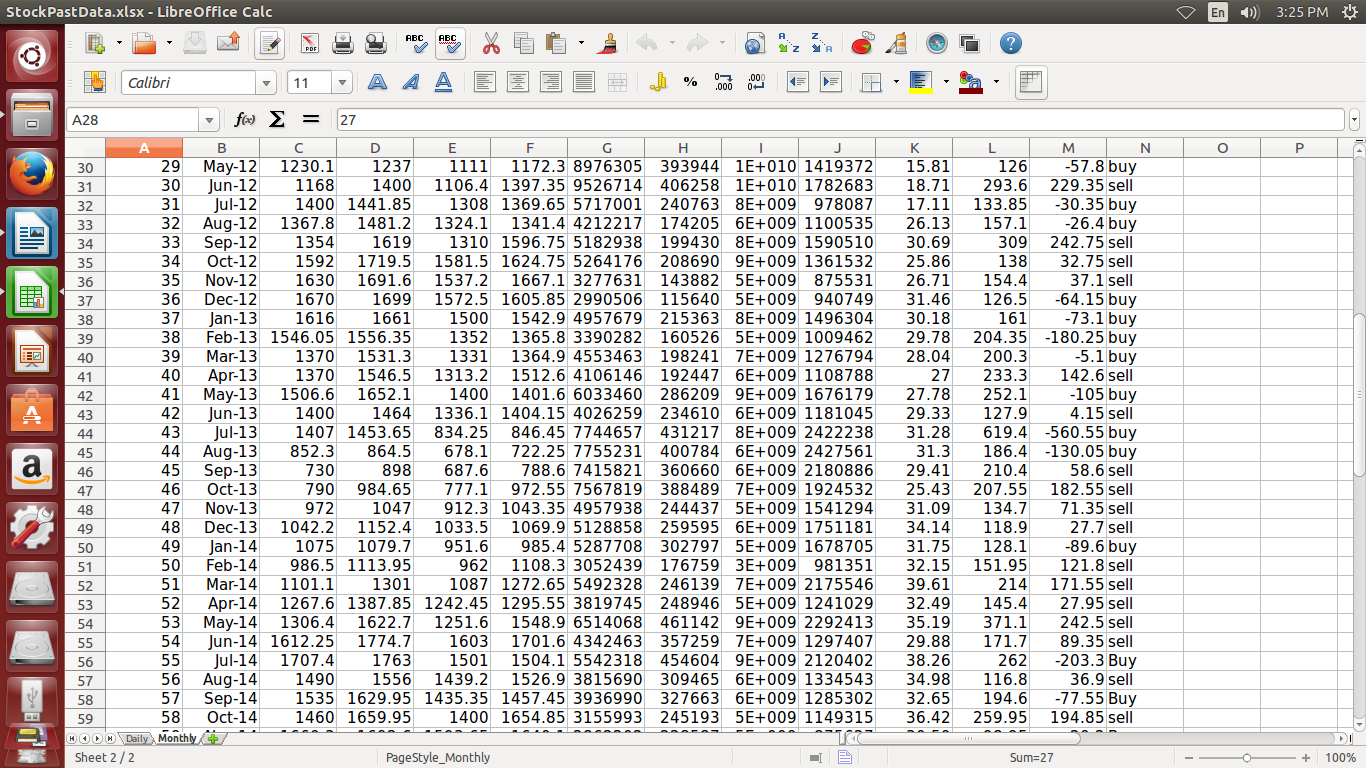 StockPastData.xlsx - LibreOffice Calc En 3:25 PM
Calibri 11
A28 27
A B C D E F G H I J K L M N O P
30 29 May-12 1230.1 1237 1111 1172.3 8976305 393944 1E+010 1419372 15.81 126 -57.8 buy
31 30 Jun-12 1168 1400 1106.4 1397.35 9526714 406258 1E+010 1782683 18.71 293.6 229.35 sell
32 31 Jul-12 1400 1441.85 1308 1369.65 5717001 240763 8E+009 978087 17.11 133.85 -30.35 buy
33 32 Aug-12 1367.8 1481.2 1324.1 1341.4 4212217 174205 6E+009 1100535 26.13 157.1 -26.4 buy
34 33 Sep-12 1354 1619 1310 1596.75 5182938 199430 8E+009 1590510 30.69 309 242.75 sell
35 34 Oct-12 1592 1719.5 1581.5 1624.75 5264176 208690 9E+009 1361532 25.86 138 32.75 sell
36 35 Nov-12 1630 1691.6 1537.2 1667.1 3277631 143882 5E+009 875531 26.71 154.4 37.1 sell
37 36 Dec-12 1670 1699 1572.5 1605.85 2990506 115640 5E+009 940749 31.46 126.5 -64.15 buy
38 37 Jan-13 1616 1661 1500 1542.9 4957679 215363 8E+009 1496304 30.18 161 -73.1 buy
39 38 Feb-13 1546.05 1556.35 1352 1365.8 3390282 160526 5E+009 1009462 29.78 204.35 -180.25 buy
40 39 Mar-13 1370 1531.3 1331 1364.9 4553463 198241 7E+009 1276794 28.04 200.3 -5.1 buy
41 40 Apr-13 1370 1546.5 1313.2 1512.6 4106146 192447 6E+009 1108788 27 233.3 142.6 sell
42 41 May-13 1506.6 1652.1 1400 1401.6 6033460 286209 9E+009 1676179 27.78 252.1 -105 buy
43 42 Jun-13 1400 1464 1336.1 1404.15 4026259 234610 6E+009 1181045 29.33 127.9 4.15 sell
44 43 Jul-13 1407 1453.65 834.25 846.45 7744657 431217 8E+009 2422238 31.28 619.4 -560.55 buy
45 44 Aug-13 852.3 864.5 678.1 722.25 7755231 400784 6E+009 2427561 31.3 186.4 -130.05 buy
46 45 Sep-13 730 898 687.6 788.6 7415821 360660 6E+009 2180886 29.41 210.4 58.6 sell
47 46 Oct-13 790 984.65 777.1 972.55 7567819 388489 7E+009 1924532 25.43 207.55 182.55 sell
48 47 Nov-13 972 1047 912.3 1043.35 4957938 244437 5E+009 1541294 31.09 134.7 71.35 sell
49 48 Dec-13 1042.2 1152.4 1033.5 1069.9 5128858 259595 6E+009 1751181 34.14 118.9 27.7 sell
50 49 Jan-14 1075 1079.7 951.6 985.4 5287708 302797 5E+009 1678705 31.75 128.1 -89.6 buy
51 50 Feb-14 986.5 1113.95 962 1108.3 3052439 176759 3E+009 981351 32.15 151.95 121.8 sell
52 51 Mar-14 1101.1 1301 1087 1272.65 5492328 246139 7E+009 2175546 39.61 214 171.55 sell
53 52 Apr-14 1267.6 1387.85 1242.45 1295.55 3819745 248946 5E+009 1241029 32.49 145.4 27.95 sell
54 53 May-14 1306.4 1622.7 1251.6 1548.9 6514068 461142 9E+009 2292413 35.19 371.1 242.5 sell
55 54 Jun-14 1612.25 1774.7 1603 1701.6 4342463 357259 7E+009 1297407 29.88 171.7 89.35 sell
56 55 Jul-14 1707.4 1763 1501 1504.1 5542318 454604 9E+009 2120402 38.26 262 -203.3 Buy
57 56 Aug-14 1490 1556 1439.2 1526.9 3815690 309465 6E+009 1334543 34.98 116.8 36.9 sell
58 57 Sep-14 1535 1629.95 1435.35 1457.45 3936990 327663 6E+009 1285302 32.65 194.6 -77.55 Buy
59 58 Oct-14 1460 1659.95 1400 1654.85 3155993 245193 5E+009 1149315 36.42 259.95 194.85 sell
Daily Monthly
Sheet 2 / 2 PageStyle_Monthly Sum=27 100%